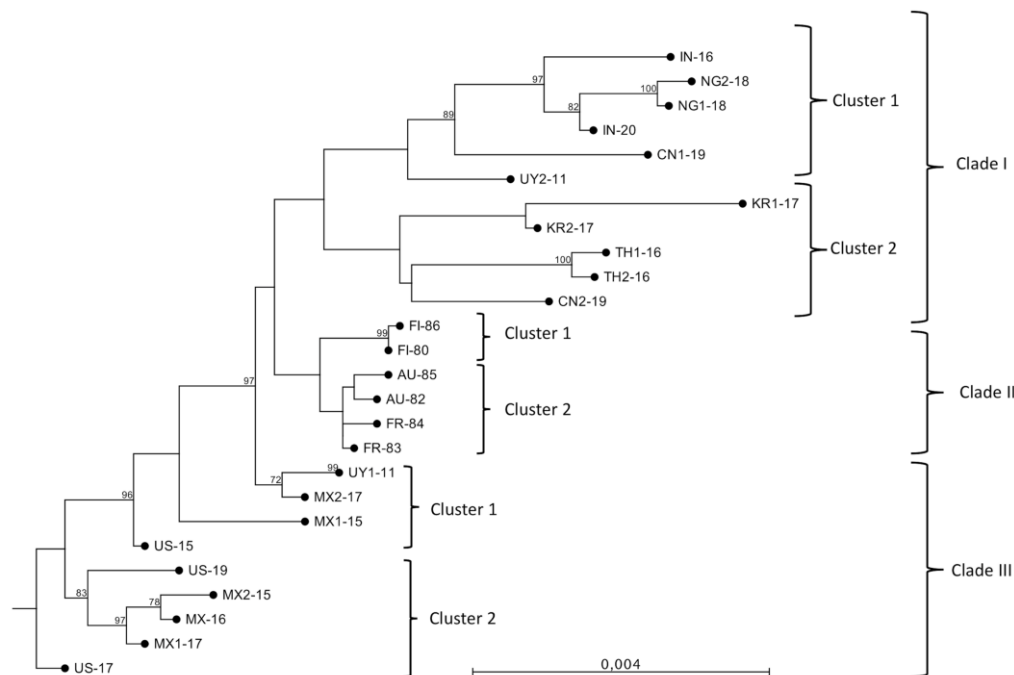 IN-16
97
NG2-18
100
NG1-18
Cluster 1
82
89
IN-20
CN1-19
Clade I
UY2-11
KR1-17
KR2-17
Cluster 2
TH1-16
100
TH2-16
CN2-19
FI-86
99
Cluster 1
FI-80
AU-85
97
Clade II
AU-82
Cluster 2
FR-84
FR-83
99
UY1-11
72
MX2-17
96
Cluster 1
MX1-15
US-15
US-19
Clade III
83
MX2-15
78
MX-16
Cluster 2
97
MX1-17
US-17
0,004